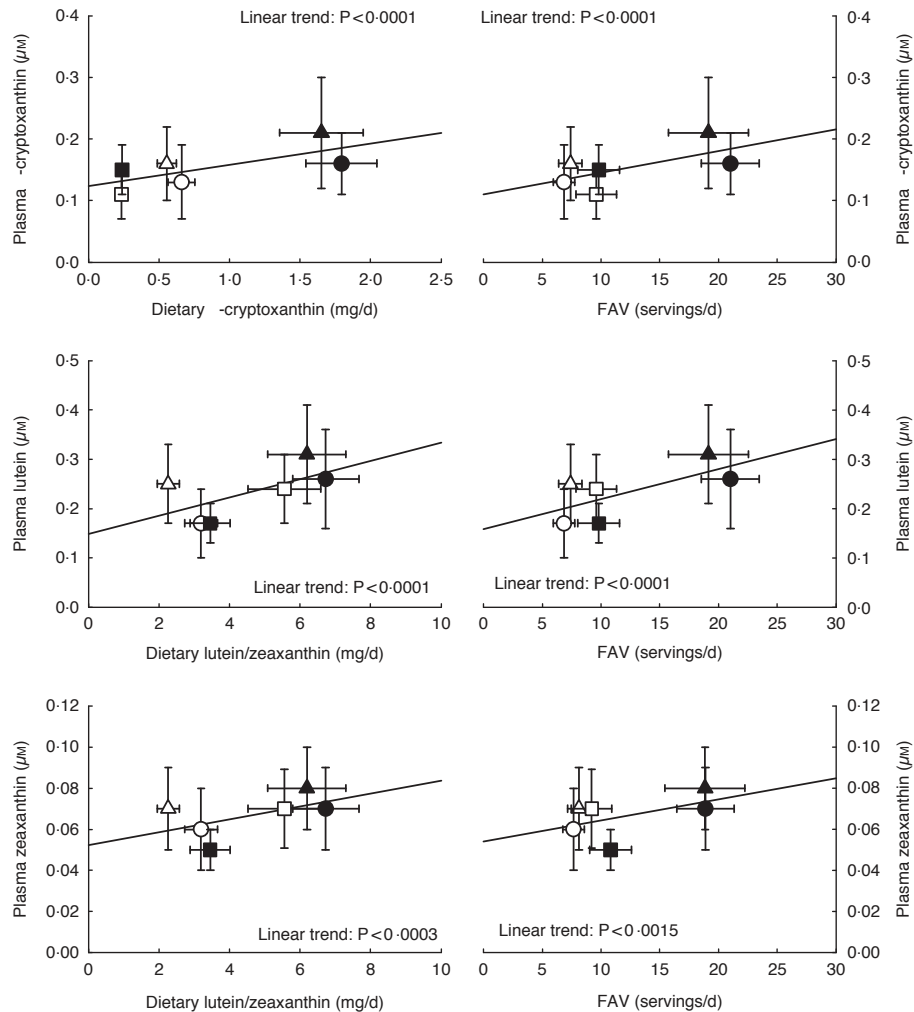 Linear trend: P<0·0001
Linear trend: P<0·0001
0·4
0·3
0·2
0·1
0·0
Plasma -cryptoxanthin (μM)
0·0 0·5 1·0 1·5 2·0 2·5
Dietary -cryptoxanthin (mg/d)
0 5 10 15 20 25 30
FAV (servings/d)
0·4
0·3
0·2
0·1
0·0
Plasma -cryptoxanthin (μM)
0·5
0·4
0·3
0·2
0·1
0·0
Plasma lutein (μM)
Linear trend: P<0·0001
0 2 4 6 8 10
Dietary lutein/zeaxanthin (mg/d)
Linear trend: P<0·0001
0 5 10 15 20 25 30
FAV (servings/d)
0·5
0·4
0·3
0·2
0·1
0·0
Plasma lutein (μM)
0·12
0·10
0·08
0·06
0·04
0·02
0·00
Plasma zeaxanthin (μM)
Linear trend: P<0·0003
0 2 4 6 8 10
Dietary lutein/zeaxanthin (mg/d)
Linear trend: P<0·0015
0 5 10 15 20 25 30
FAV (servings/d)
0·12
0·10
0·08
0·06
0·04
0·02
0·00
Plasma zeaxanthin (μM)